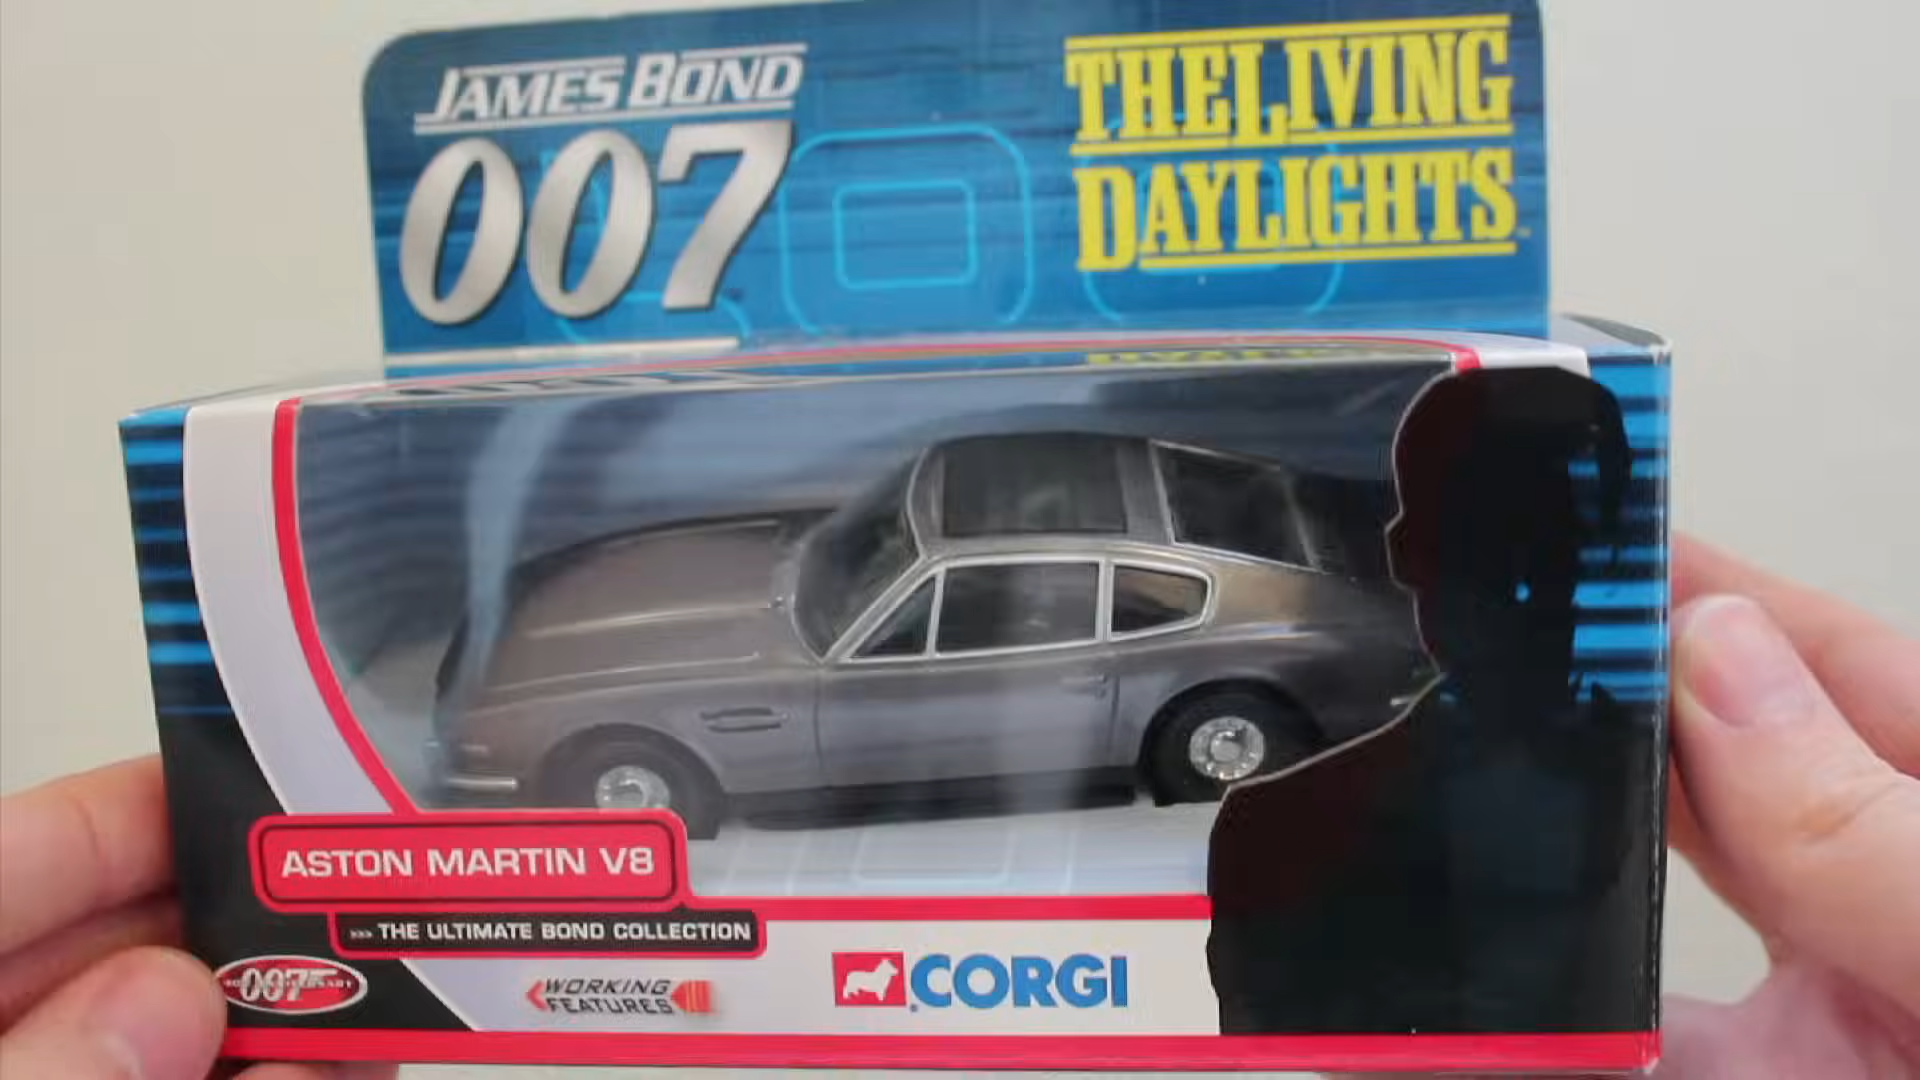 JAMES BOND
007
THE LIVING
DAYLIGHTS
ASTON MARTIN V8
››› THE ULTIMATE BOND COLLECTION
007
WORKING
FEATURES
CORGI